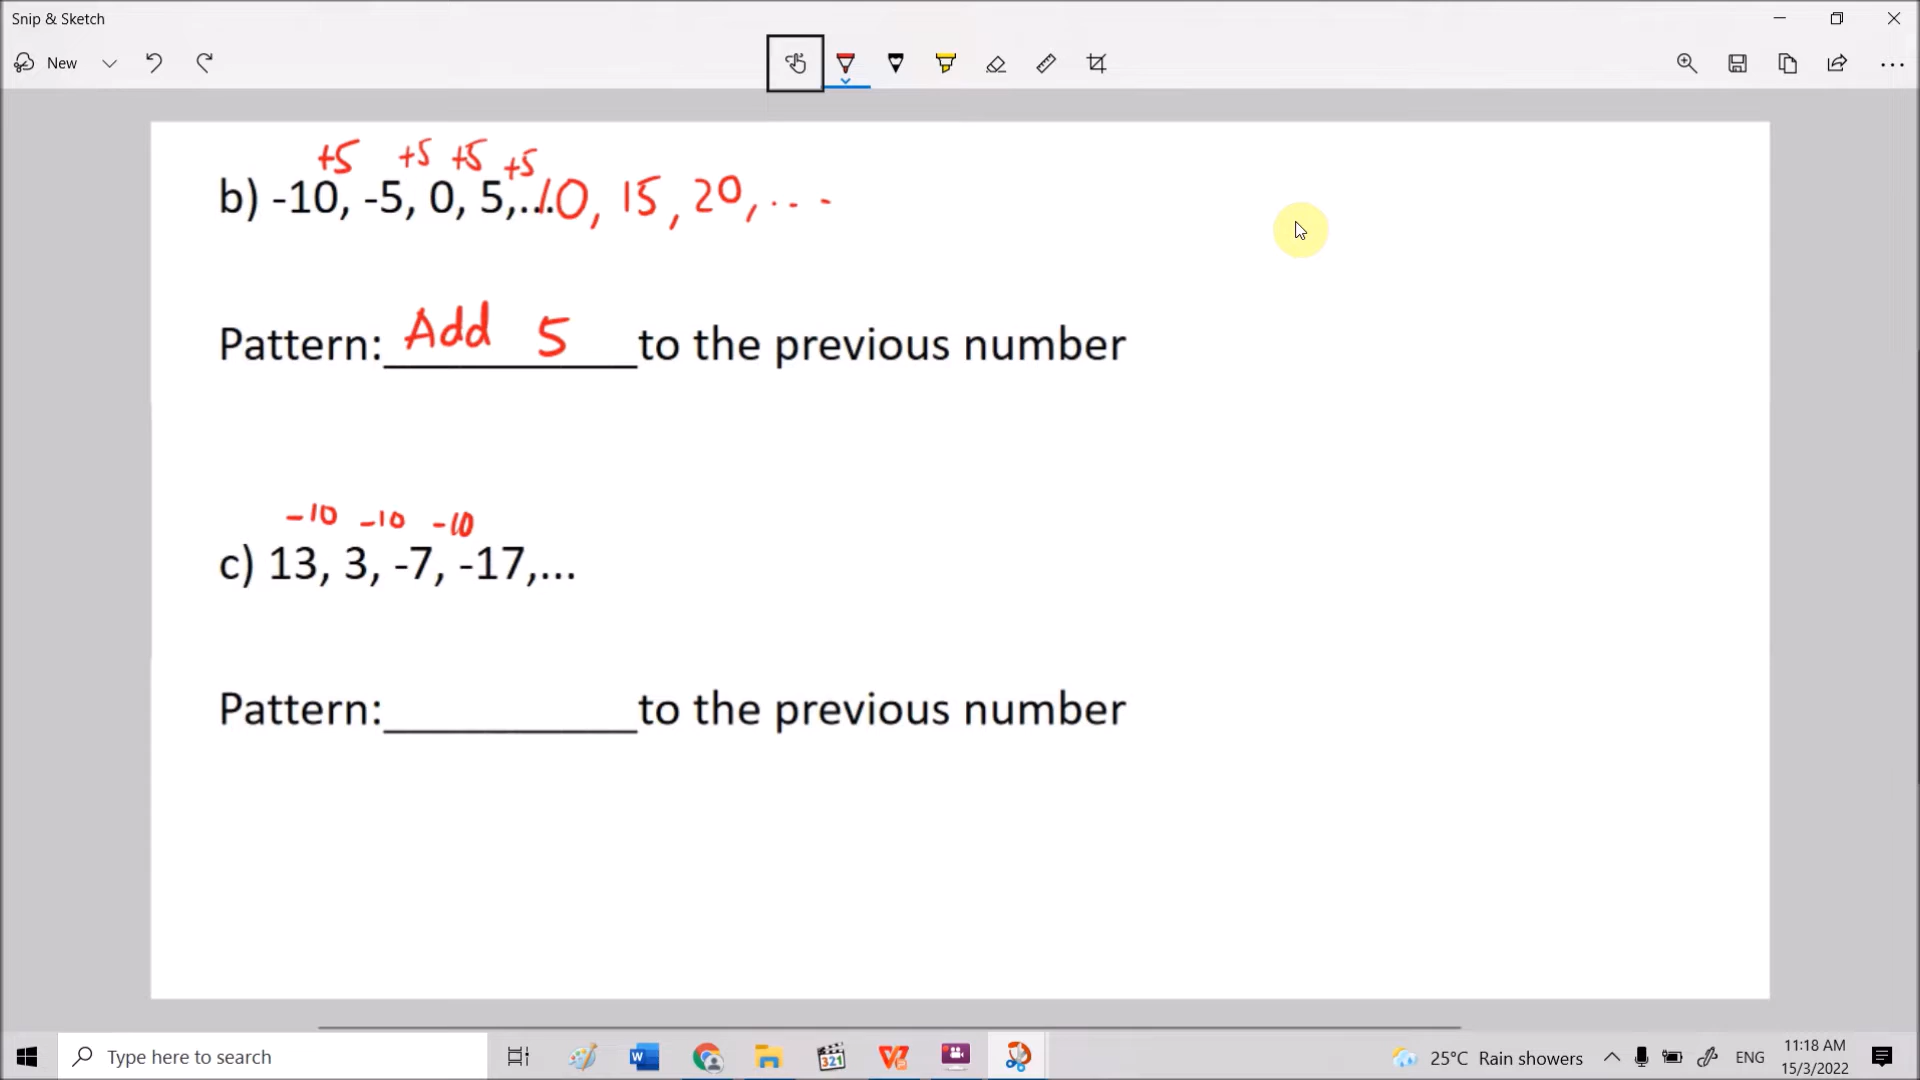 Snip & Sketch
New
+5 +5 +5 +5
b) -10, -5, 0, 5,... 10, 15, 20, ...
Pattern: Add 5 to the previous number
-10 -10 -10
c) 13, 3, -7, -17,...
Pattern:___________to the previous number
Type here to search
321
25°C Rain showers
ENG
11:18 AM
15/3/2022